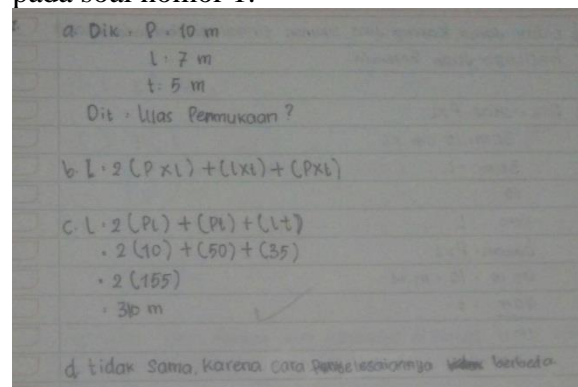 pada soal nomor 1.
a. Dik : P = 10 m
l : 7 m
t : 5 m
Dit : Luas Permukaan ?
b. L = 2 (P x l) + (l x t) + (P x t)
c. L = 2 (Pl) + (Pt) + (Lt)
= 2 (70) + (50) + (35)
= 2 (155)
= 310 m
d. tidak sama, karena cara Penyelesaiannya berbeda